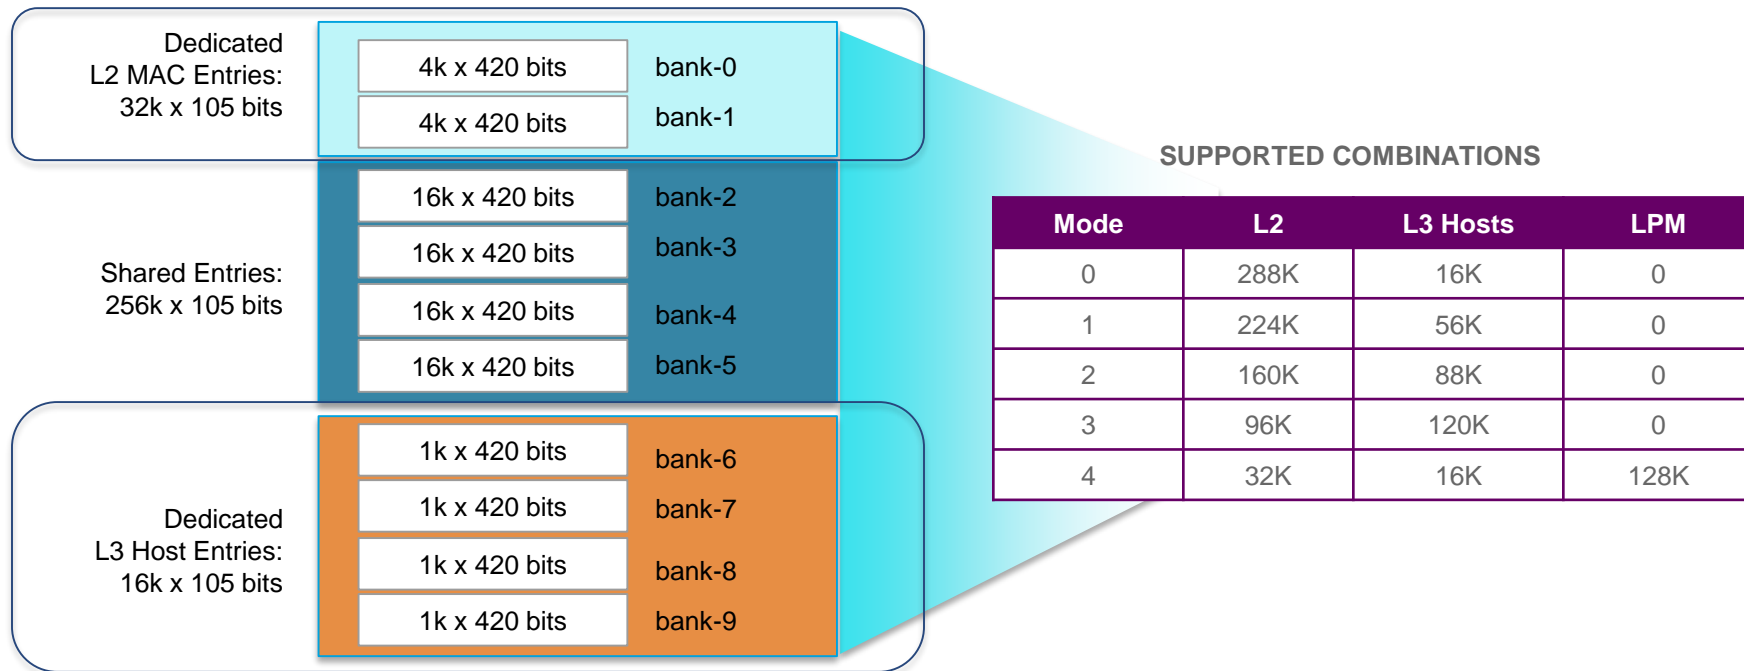 Dedicated
L2 MAC Entries:
32k x 105 bits
4k x 420 bits bank-0
4k x 420 bits bank-1
Shared Entries:
256k x 105 bits
16k x 420 bits bank-2
16k x 420 bits bank-3
16k x 420 bits bank-4
16k x 420 bits bank-5
Dedicated
L3 Host Entries:
16k x 105 bits
1k x 420 bits bank-6
1k x 420 bits bank-7
1k x 420 bits bank-8
1k x 420 bits bank-9
SUPPORTED COMBINATIONS
Mode L2 L3 Hosts LPM
0 288K 16K 0
1 224K 56K 0
2 160K 88K 0
3 96K 120K 0
4 32K 16K 128K